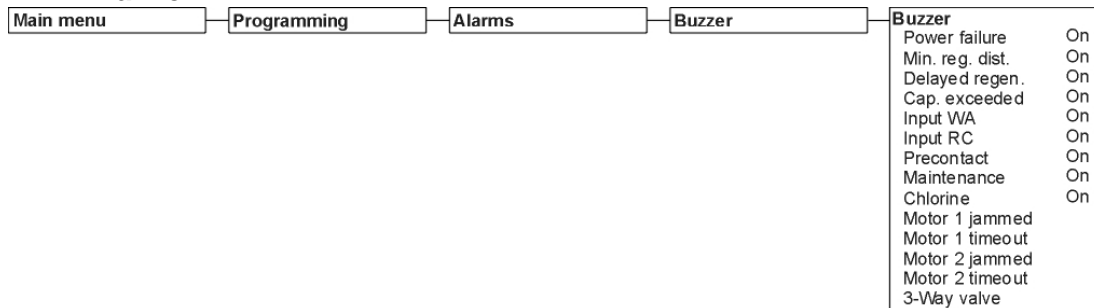 Main menu Programming Alarms Buzzer Buzzer
Power failure On
Min. reg. dist. On
Delayed regen. On
Cap. exceeded On
Input WA On
Input RC On
Precontact On
Maintenance On
Chlorine On
Motor 1 jammed
Motor 1 timeout
Motor 2 jammed
Motor 2 timeout
3-Way valve